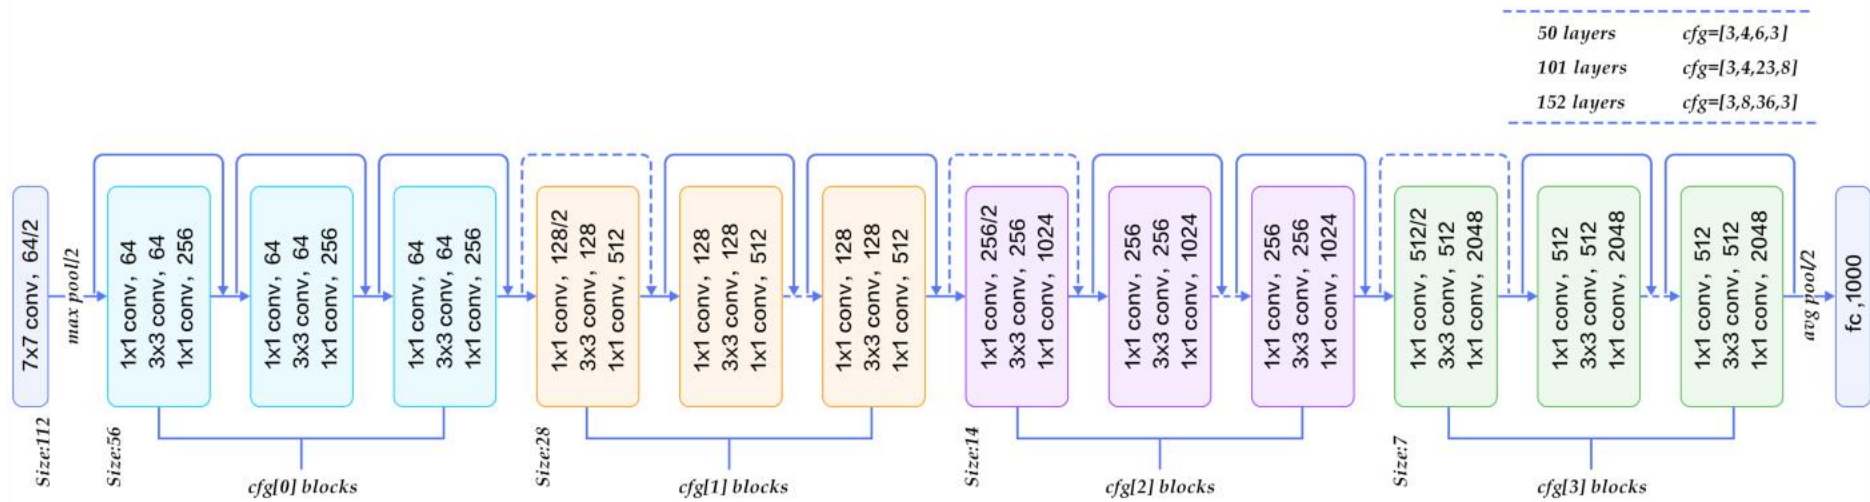 50 layers cfg=[3,4,6,3]
101 layers cfg=[3,4,23,8]
152 layers cfg=[3,8,36,3]
7x7 conv, 64/2
max pool/2
1x1 conv, 64
3x3 conv, 64
1x1 conv, 256
1x1 conv, 64
3x3 conv, 64
1x1 conv, 256
1x1 conv, 64
3x3 conv, 64
1x1 conv, 256
1x1 conv, 128/2
3x3 conv, 128
1x1 conv, 512
1x1 conv, 128
3x3 conv, 128
1x1 conv, 512
1x1 conv, 128
3x3 conv, 128
1x1 conv, 512
1x1 conv, 256/2
3x3 conv, 256
1x1 conv, 1024
1x1 conv, 256
3x3 conv, 256
1x1 conv, 1024
1x1 conv, 256
3x3 conv, 256
1x1 conv, 1024
1x1 conv, 512/2
3x3 conv, 512
1x1 conv, 2048
1x1 conv, 512
3x3 conv, 512
1x1 conv, 2048
1x1 conv, 512
3x3 conv, 512
1x1 conv, 2048
avg pool/2
fc ,1000
Size:112
Size:56
Size:28
Size:14
Size:7
cfg[0] blocks
cfg[1] blocks
cfg[2] blocks
cfg[3] blocks